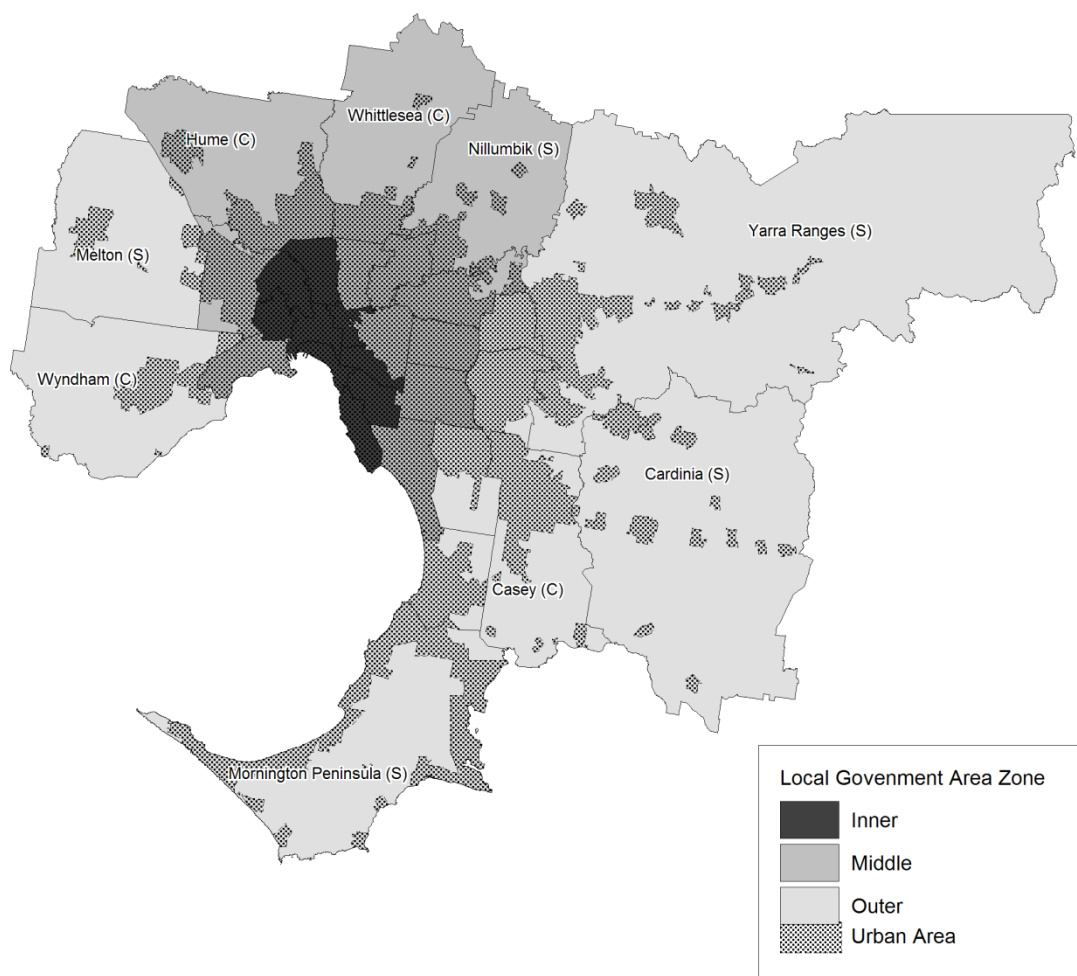 Whittlesea (C)
Hume (C)
Nillumbik (S)
Yarra Ranges (S)
Melton (S)
Wyndham (C)
Cardinia (S)
Casey (C)
Mornington Peninsula (S)
Local Govenment Area Zone
Inner
Middle
Outer
Urban Area